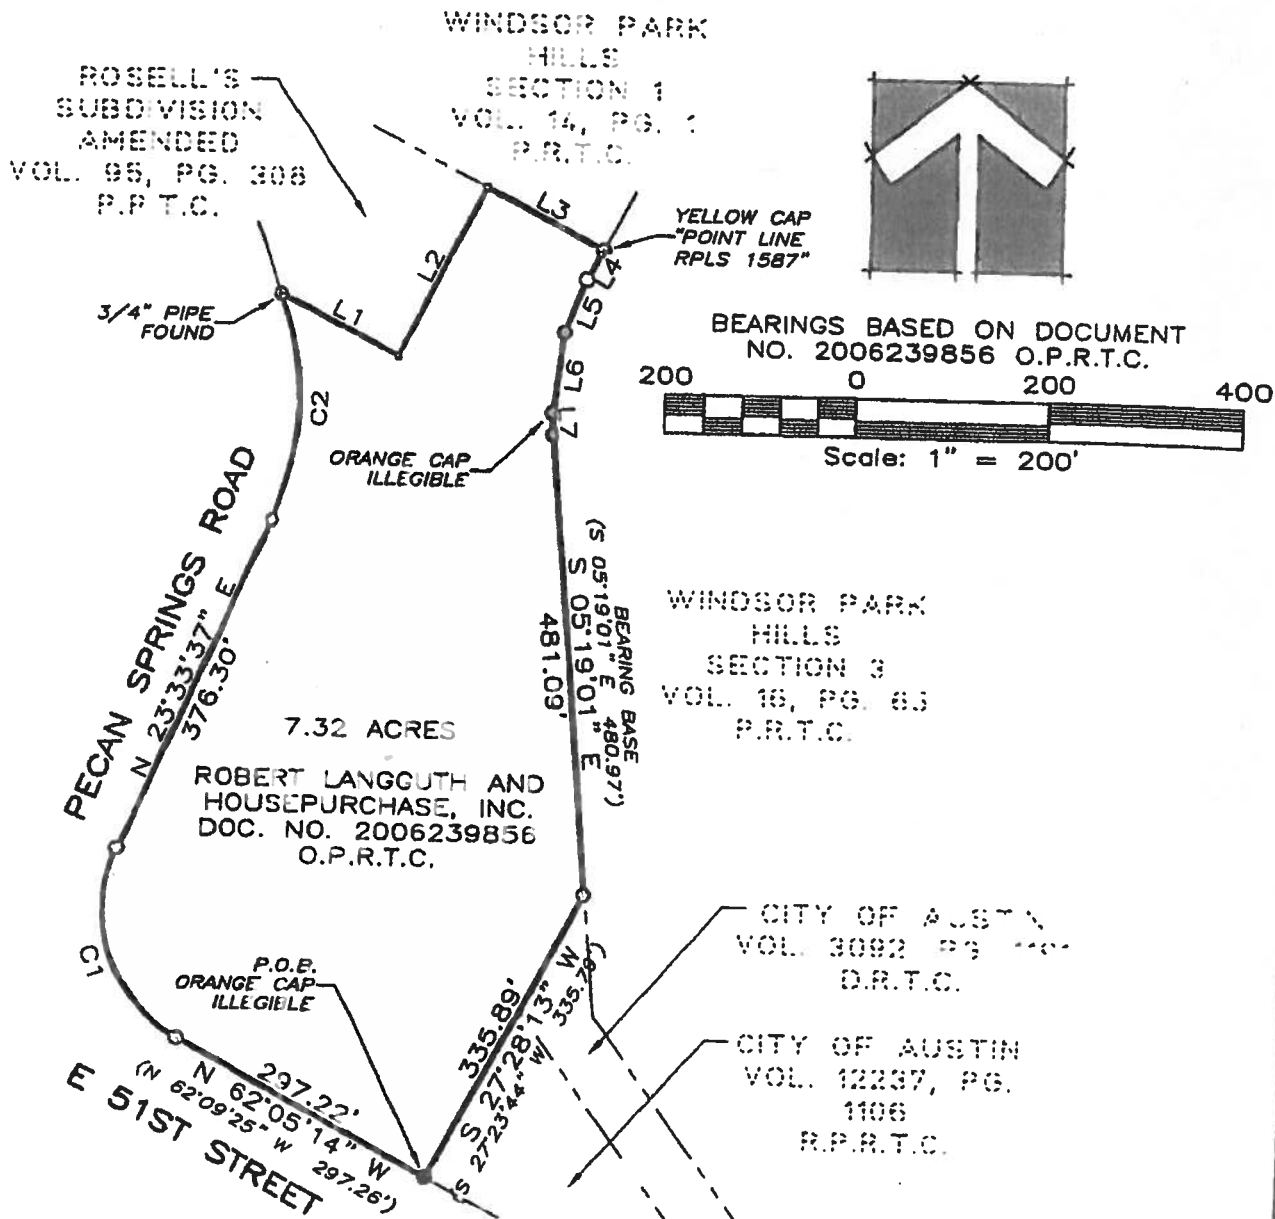 WINDSOR PARK
HILLS
SECTION 1
VOL. 14, PG. 1
P.R.T.C.
ROSELL'S
SUBDIVISION
AMENDED
VOL. 95, PG. 308
P.R.T.C.
YELLOW CAP
"POINT LINE
RPLS 1587"
3/4" PIPE
FOUND
L1
L2
L3
L4
L5
L6
L7
C2
BEARINGS BASED ON DOCUMENT
NO. 2006239856 O.P.R.T.C.
200 0 200 400
Scale: 1" = 200'
ORANGE CAP
ILLEGIBLE
PECAN SPRINGS ROAD
N 23°33'37" E
376.30'
BEARING BASE
(S 05°19'01" E 480.97')
S 05°19'01" E
481.09'
WINDSOR PARK
HILLS
SECTION 3
VOL. 16, PG.
P.R.T.C.
7.32 ACRES
ROBERT LANGGUTH AND
HOUSEPURCHASE, INC.
DOC. NO. 2006239856
O.P.R.T.C.
C1
P.O.B.
ORANGE CAP
ILLEGIBLE
335.89'
S 27°28'13" W
S 27°23'44" W 335.79')
CITY OF AUSTIN
VOL. 3092 PG
D.R.T.C.
CITY OF AUSTIN
VOL. 12237, PG.
1106
R.P.R.T.C.
297.22'
N 62°05'14" W
(N 62°09'25" W 297.26')
E 51ST STREET